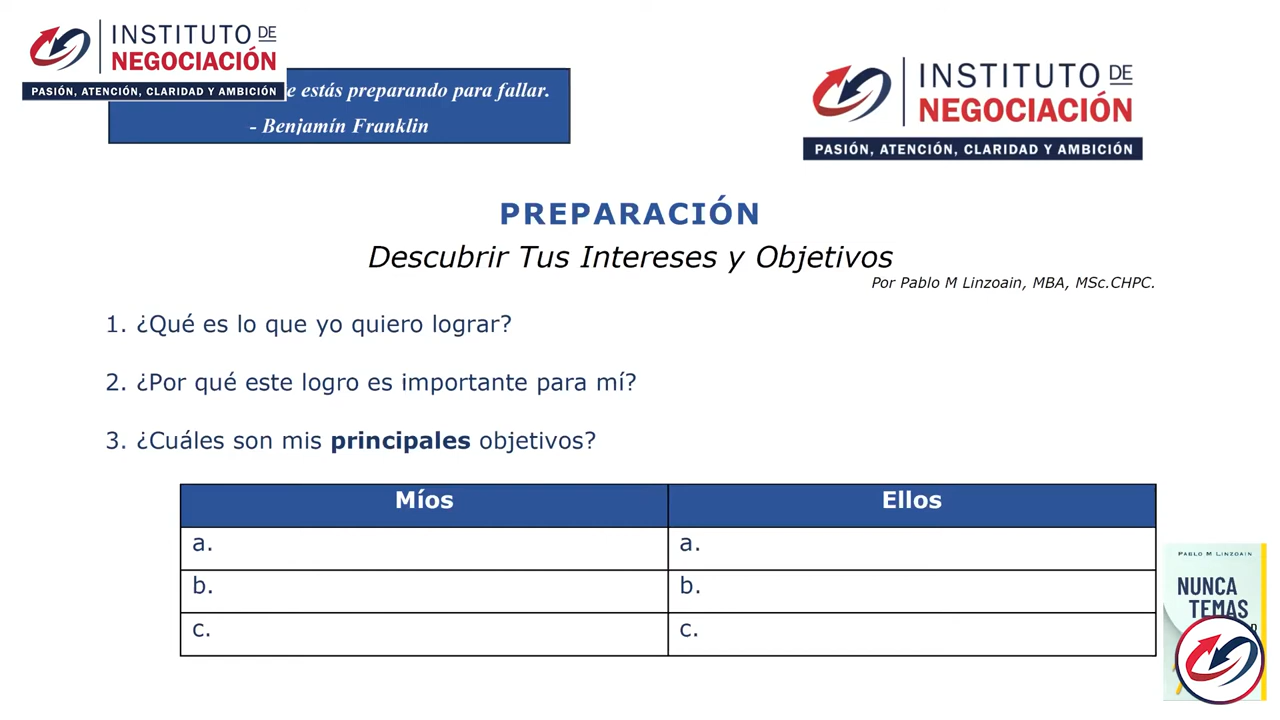 INSTITUTO DE
NEGOCIACIÓN
PASIÓN, ATENCIÓN, CLARIDAD Y AMBICIÓN
estás preparando para fallar.
- Benjamín Franklin
INSTITUTO DE
NEGOCIACIÓN
PASIÓN, ATENCIÓN, CLARIDAD Y AMBICIÓN
PREPARACIÓN
Descubrir Tus Intereses y Objetivos
Por Pablo M Linzoain, MBA, MSc.CHPC.
1. ¿Qué es lo que yo quiero lograr?
2. ¿Por qué este logro es importante para mí?
3. ¿Cuáles son mis principales objetivos?
Míos Ellos
a. a.
b. b.
c. c.
PABLO M LINZOAIN
NUNCA
TEMAS